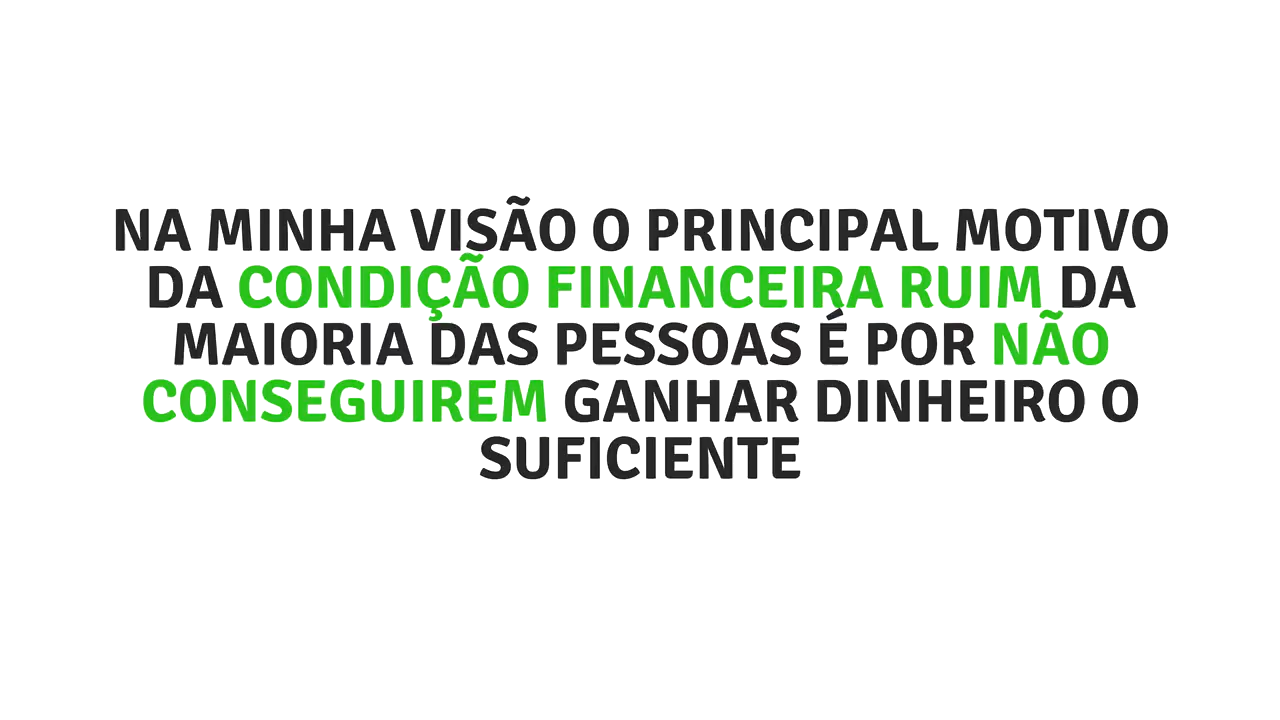 NA MINHA VISÃO O PRINCIPAL MOTIVO
DA CONDIÇÃO FINANCEIRA RUIM DA
MAIORIA DAS PESSOAS É POR NÃO
CONSEGUIREM GANHAR DINHEIRO O
SUFICIENTE